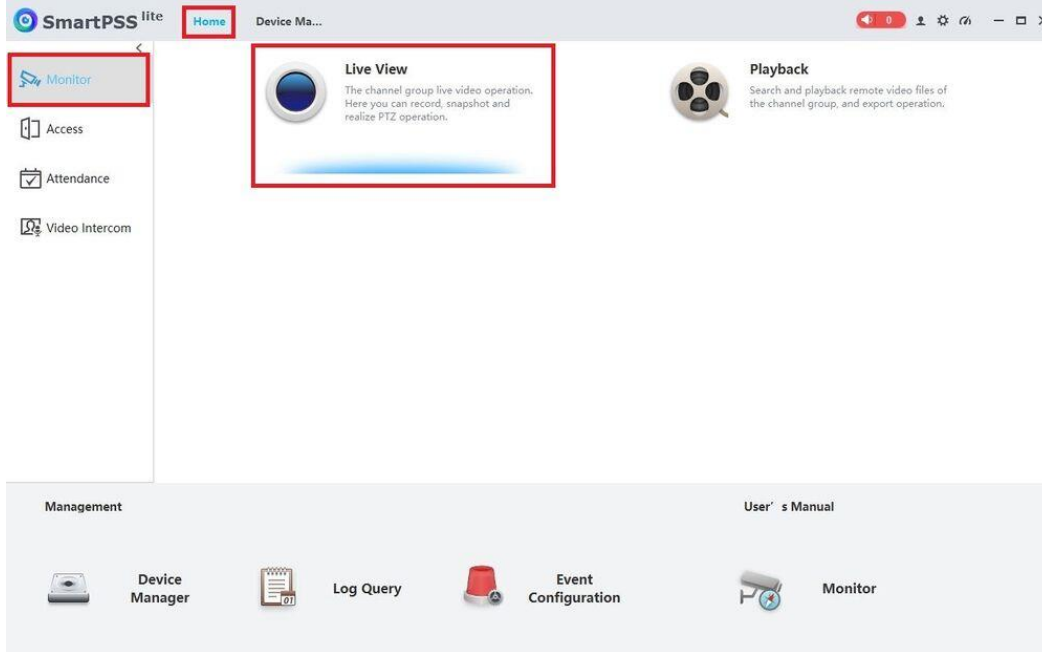 SmartPSS lite
Home
Device Ma...
0
Monitor
Access
Attendance
Video Intercom
Live View
The channel group live video operation.
Here you can record, snapshot and
realize PTZ operation.
Playback
Search and playback remote video files of
the channel group, and export operation.
Management
User's Manual
Device
Manager
01
Log Query
Event
Configuration
Monitor